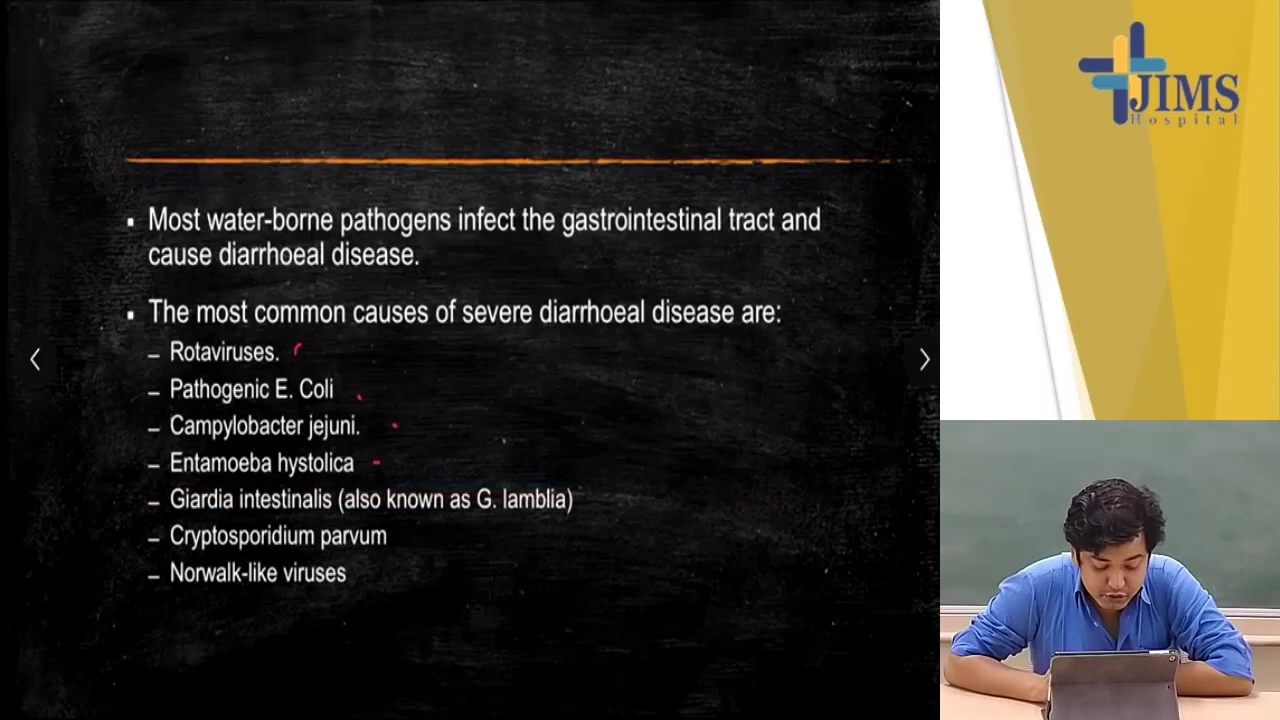 ▪ Most water-borne pathogens infect the gastrointestinal tract and
cause diarrhoeal disease.
▪ The most common causes of severe diarrhoeal disease are:
– Rotaviruses.
– Pathogenic E. Coli
– Campylobacter jejuni.
– Entamoeba hystolica
– Giardia intestinalis (also known as G. lamblia)
– Cryptosporidium parvum
– Norwalk-like viruses
JIMS
Hospital